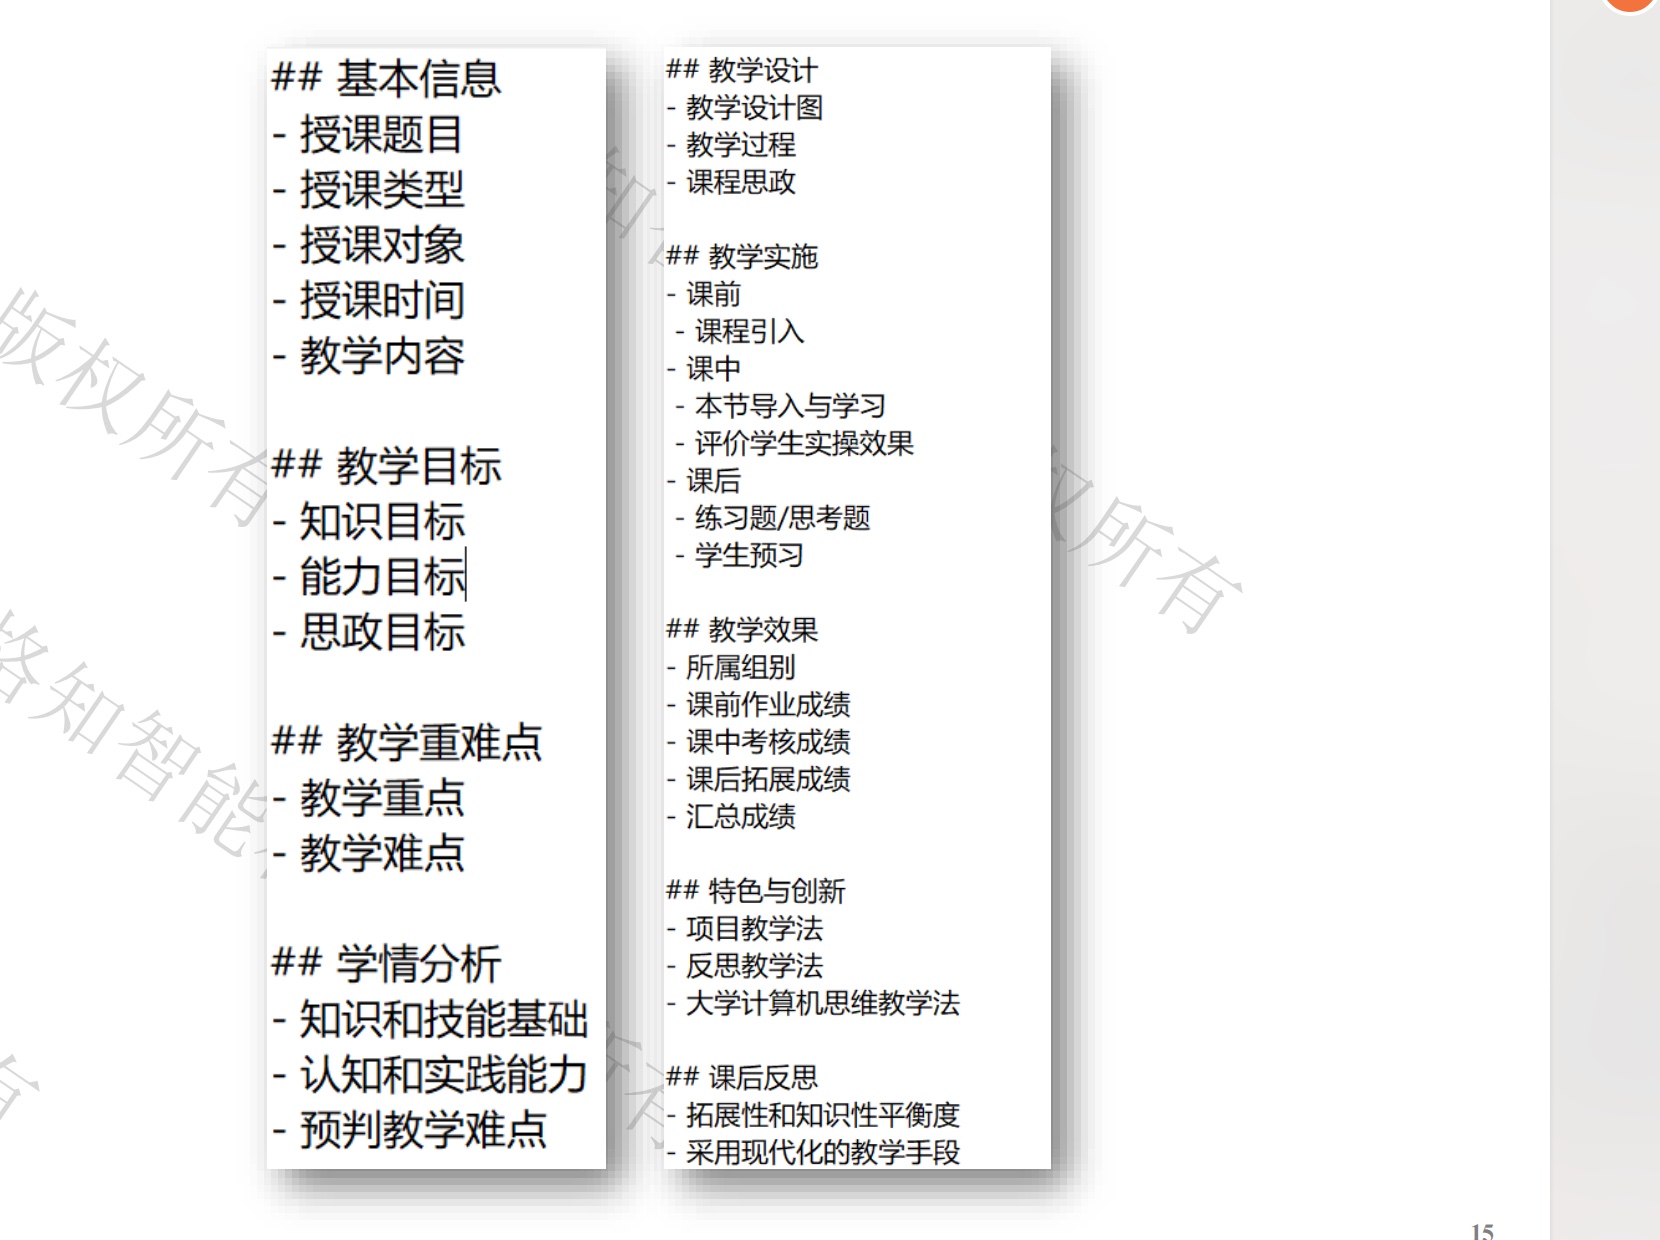 ## 基本信息
- 授课题目
- 授课类型
- 授课对象
- 授课时间
- 教学内容
## 教学目标
- 知识目标
- 能力目标
- 思政目标
## 教学重难点
- 教学重点
- 教学难点
## 学情分析
- 知识和技能基础
- 认知和实践能力
- 预判教学难点
## 教学设计
- 教学设计图
- 教学过程
- 课程思政
## 教学实施
- 课前
- 课程引入
- 课中
- 本节导入与学习
- 评价学生实操效果
- 课后
- 练习题/思考题
- 学生预习
## 教学效果
- 所属组别
- 课前作业成绩
- 课中考核成绩
- 课后拓展成绩
- 汇总成绩
## 特色与创新
- 项目教学法
- 反思教学法
- 大学计算机思维教学法
## 课后反思
- 拓展性和知识性平衡度
- 采用现代化的教学手段
版权所有
格知智能
权所有
15